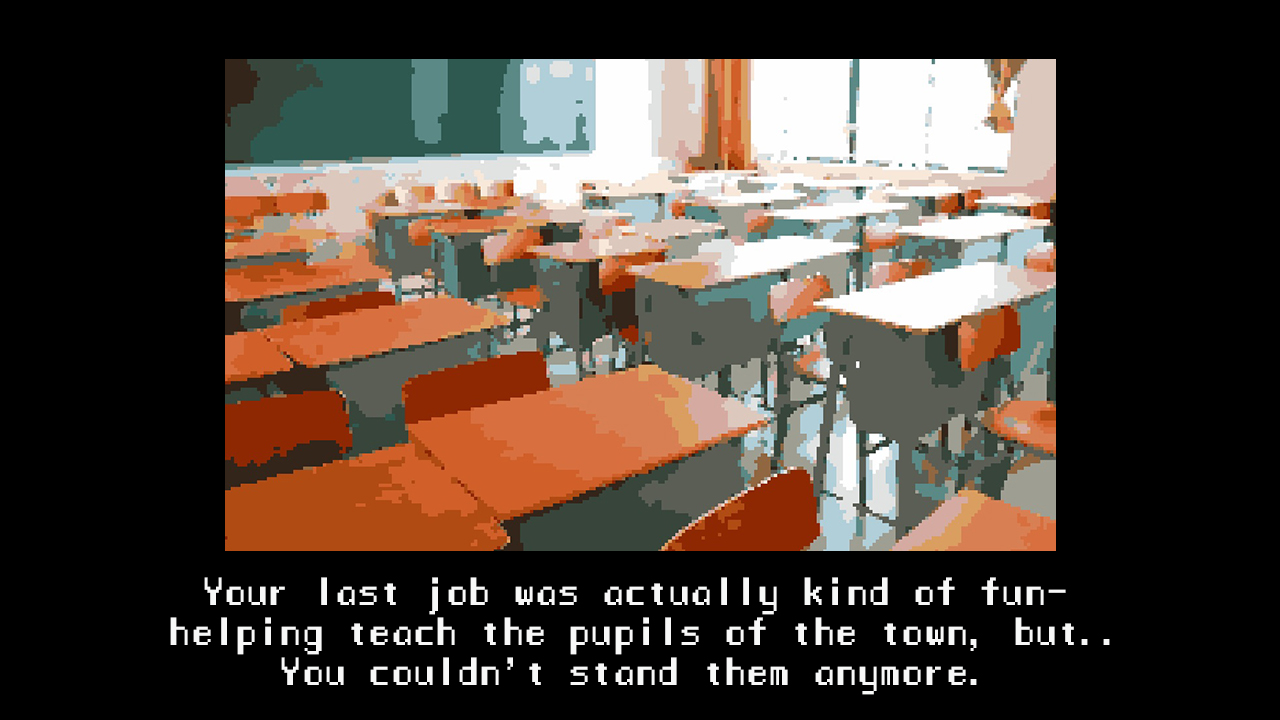 Your last job was actually kind of fun-
helping teach the pupils of the town, but..
You couldn't stand them anymore.